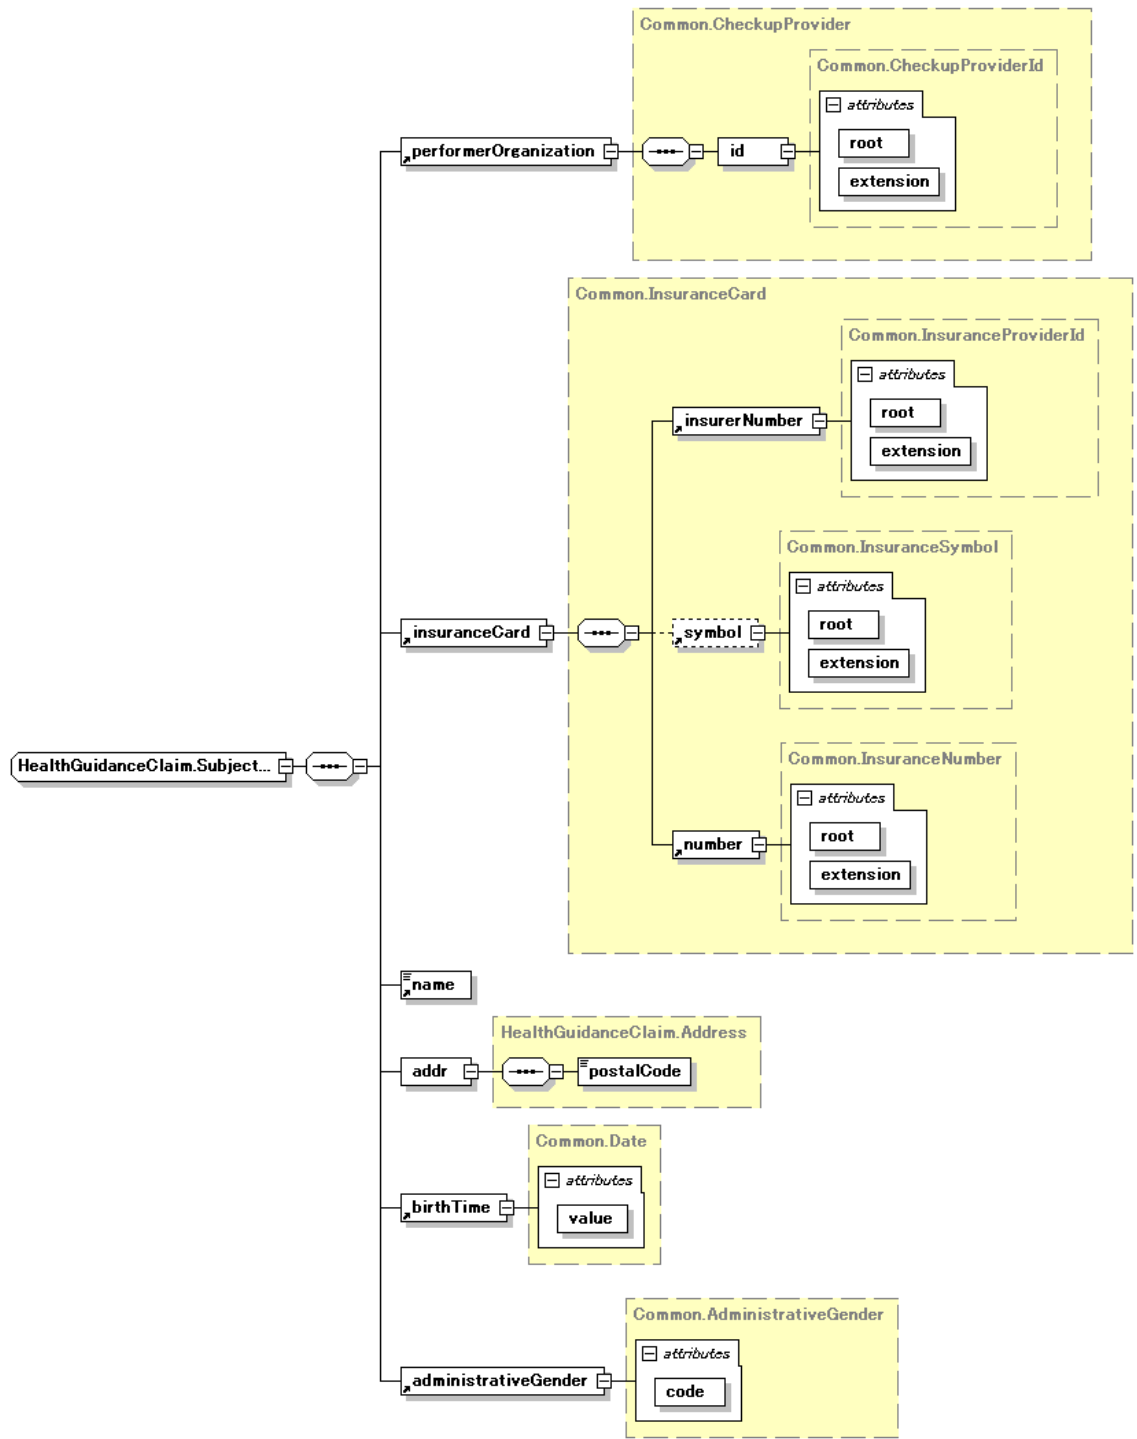 Common.CheckupProvider
Common.CheckupProviderId
attributes
performerOrganization
id
root
extension
Common.InsuranceCard
Common.InsuranceProviderId
attributes
insurerNumber
root
extension
Common.InsuranceSymbol
attributes
insuranceCard
symbol
root
extension
Common.InsuranceNumber
HealthGuidanceClaim.Subject...
attributes
number
root
extension
name
HealthGuidanceClaim.Address
addr
postalCode
Common.Date
attributes
birthTime
value
Common.AdministrativeGender
attributes
administrativeGender
code